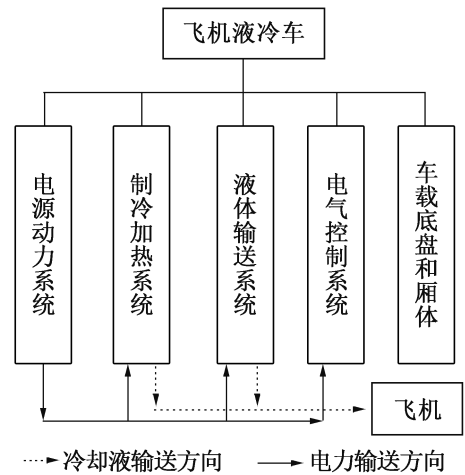 飞机液冷车
电源动力系统
制冷加热系统
液体输送系统
电气控制系统
车载底盘和厢体
飞机
冷却液输送方向
电力输送方向